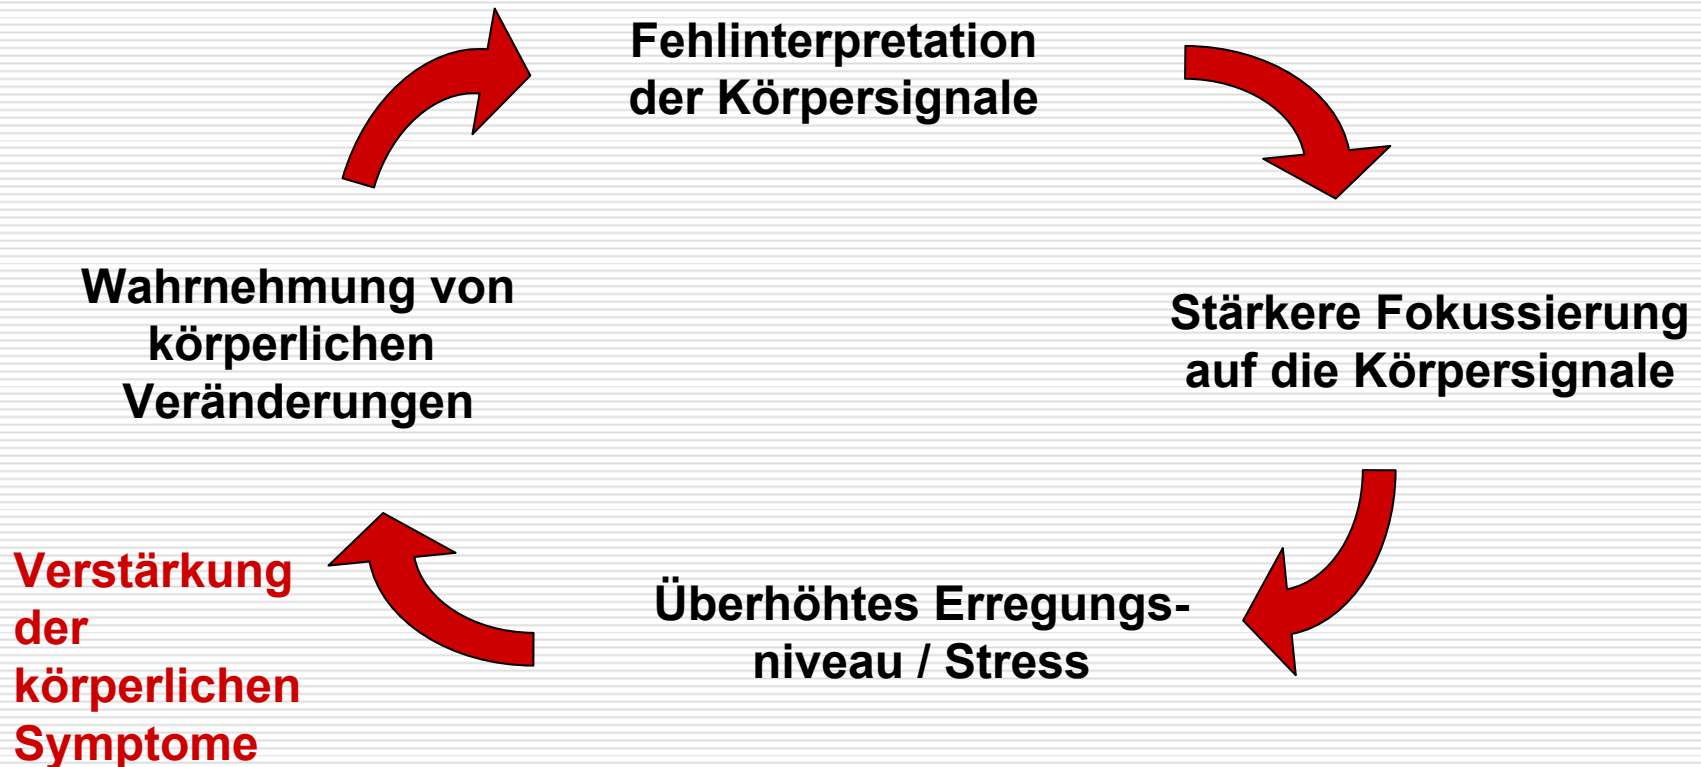 Fehlinterpretation
der Körpersignale
Wahrnehmung von
körperlichen
Veränderungen
Stärkere Fokussierung
auf die Körpersignale
Überhöhtes Erregungs-
niveau / Stress
Verstärkung
der
körperlichen
Symptome